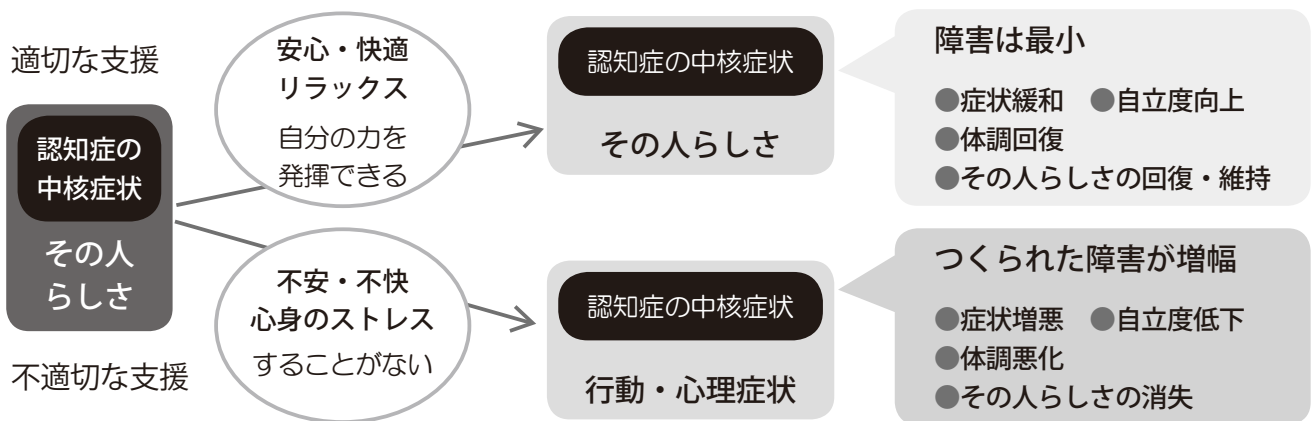 適切な支援
認知症の
中核症状
その人
らしさ
不適切な支援
安心・快適
リラックス
自分の力を
発揮できる
認知症の中核症状
その人らしさ
障害は最小
●症状緩和　●自立度向上
●体調回復
●その人らしさの回復・維持
不安・不快
心身のストレス
することがない
認知症の中核症状
行動・心理症状
つくられた障害が増幅
●症状増悪　●自立度低下
●体調悪化
●その人らしさの消失